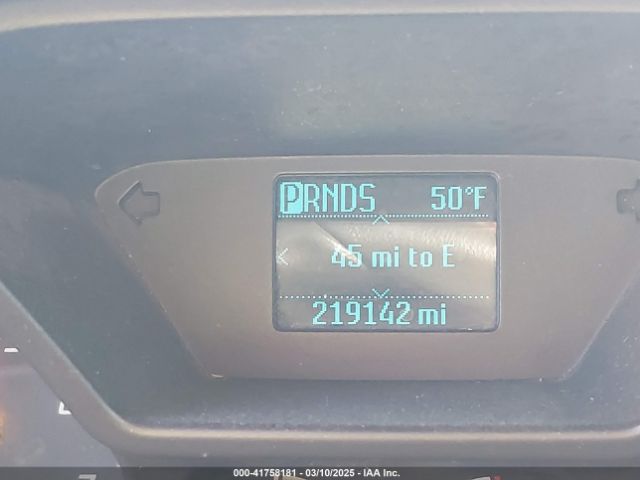 PRNDS 50°F
45 mi to E
219142 mi
000-41758181 - 03/10/2025 - IAA Inc.